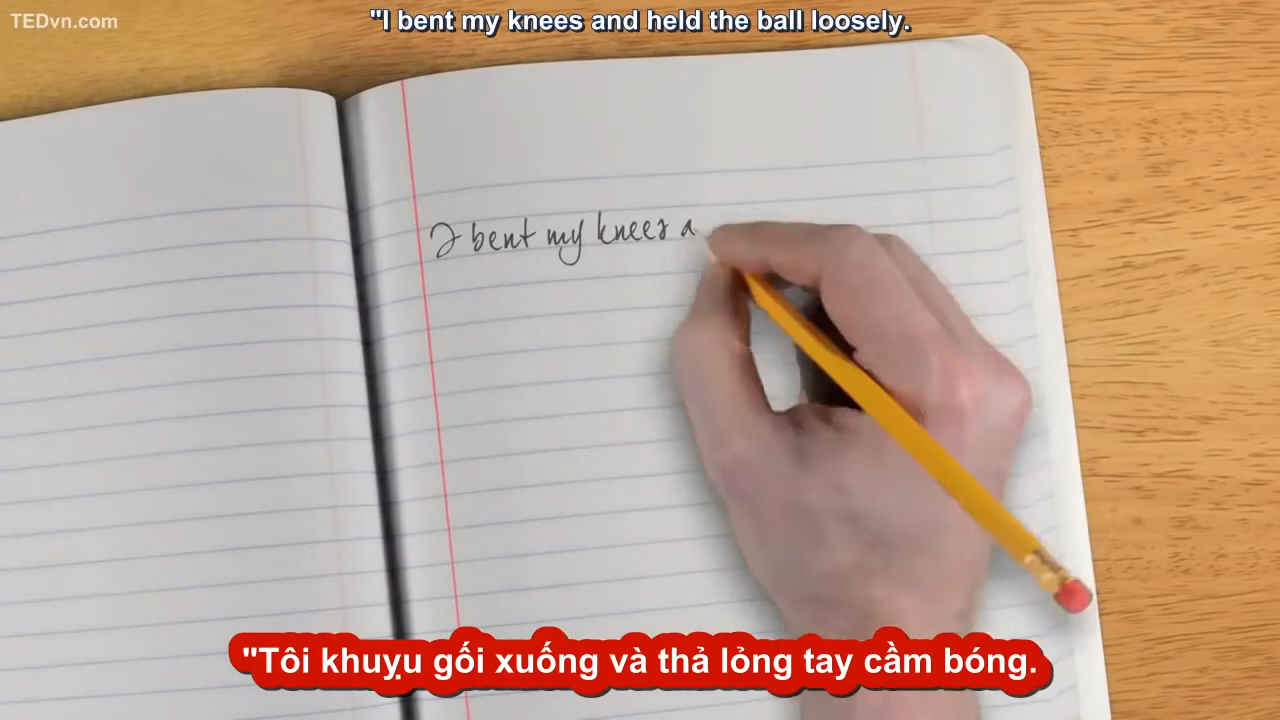 TEDvn.com
"I bent my knees and held the ball loosely.
I bent my knees a
"Tôi khuỵu gối xuống và thả lỏng tay cầm bóng.